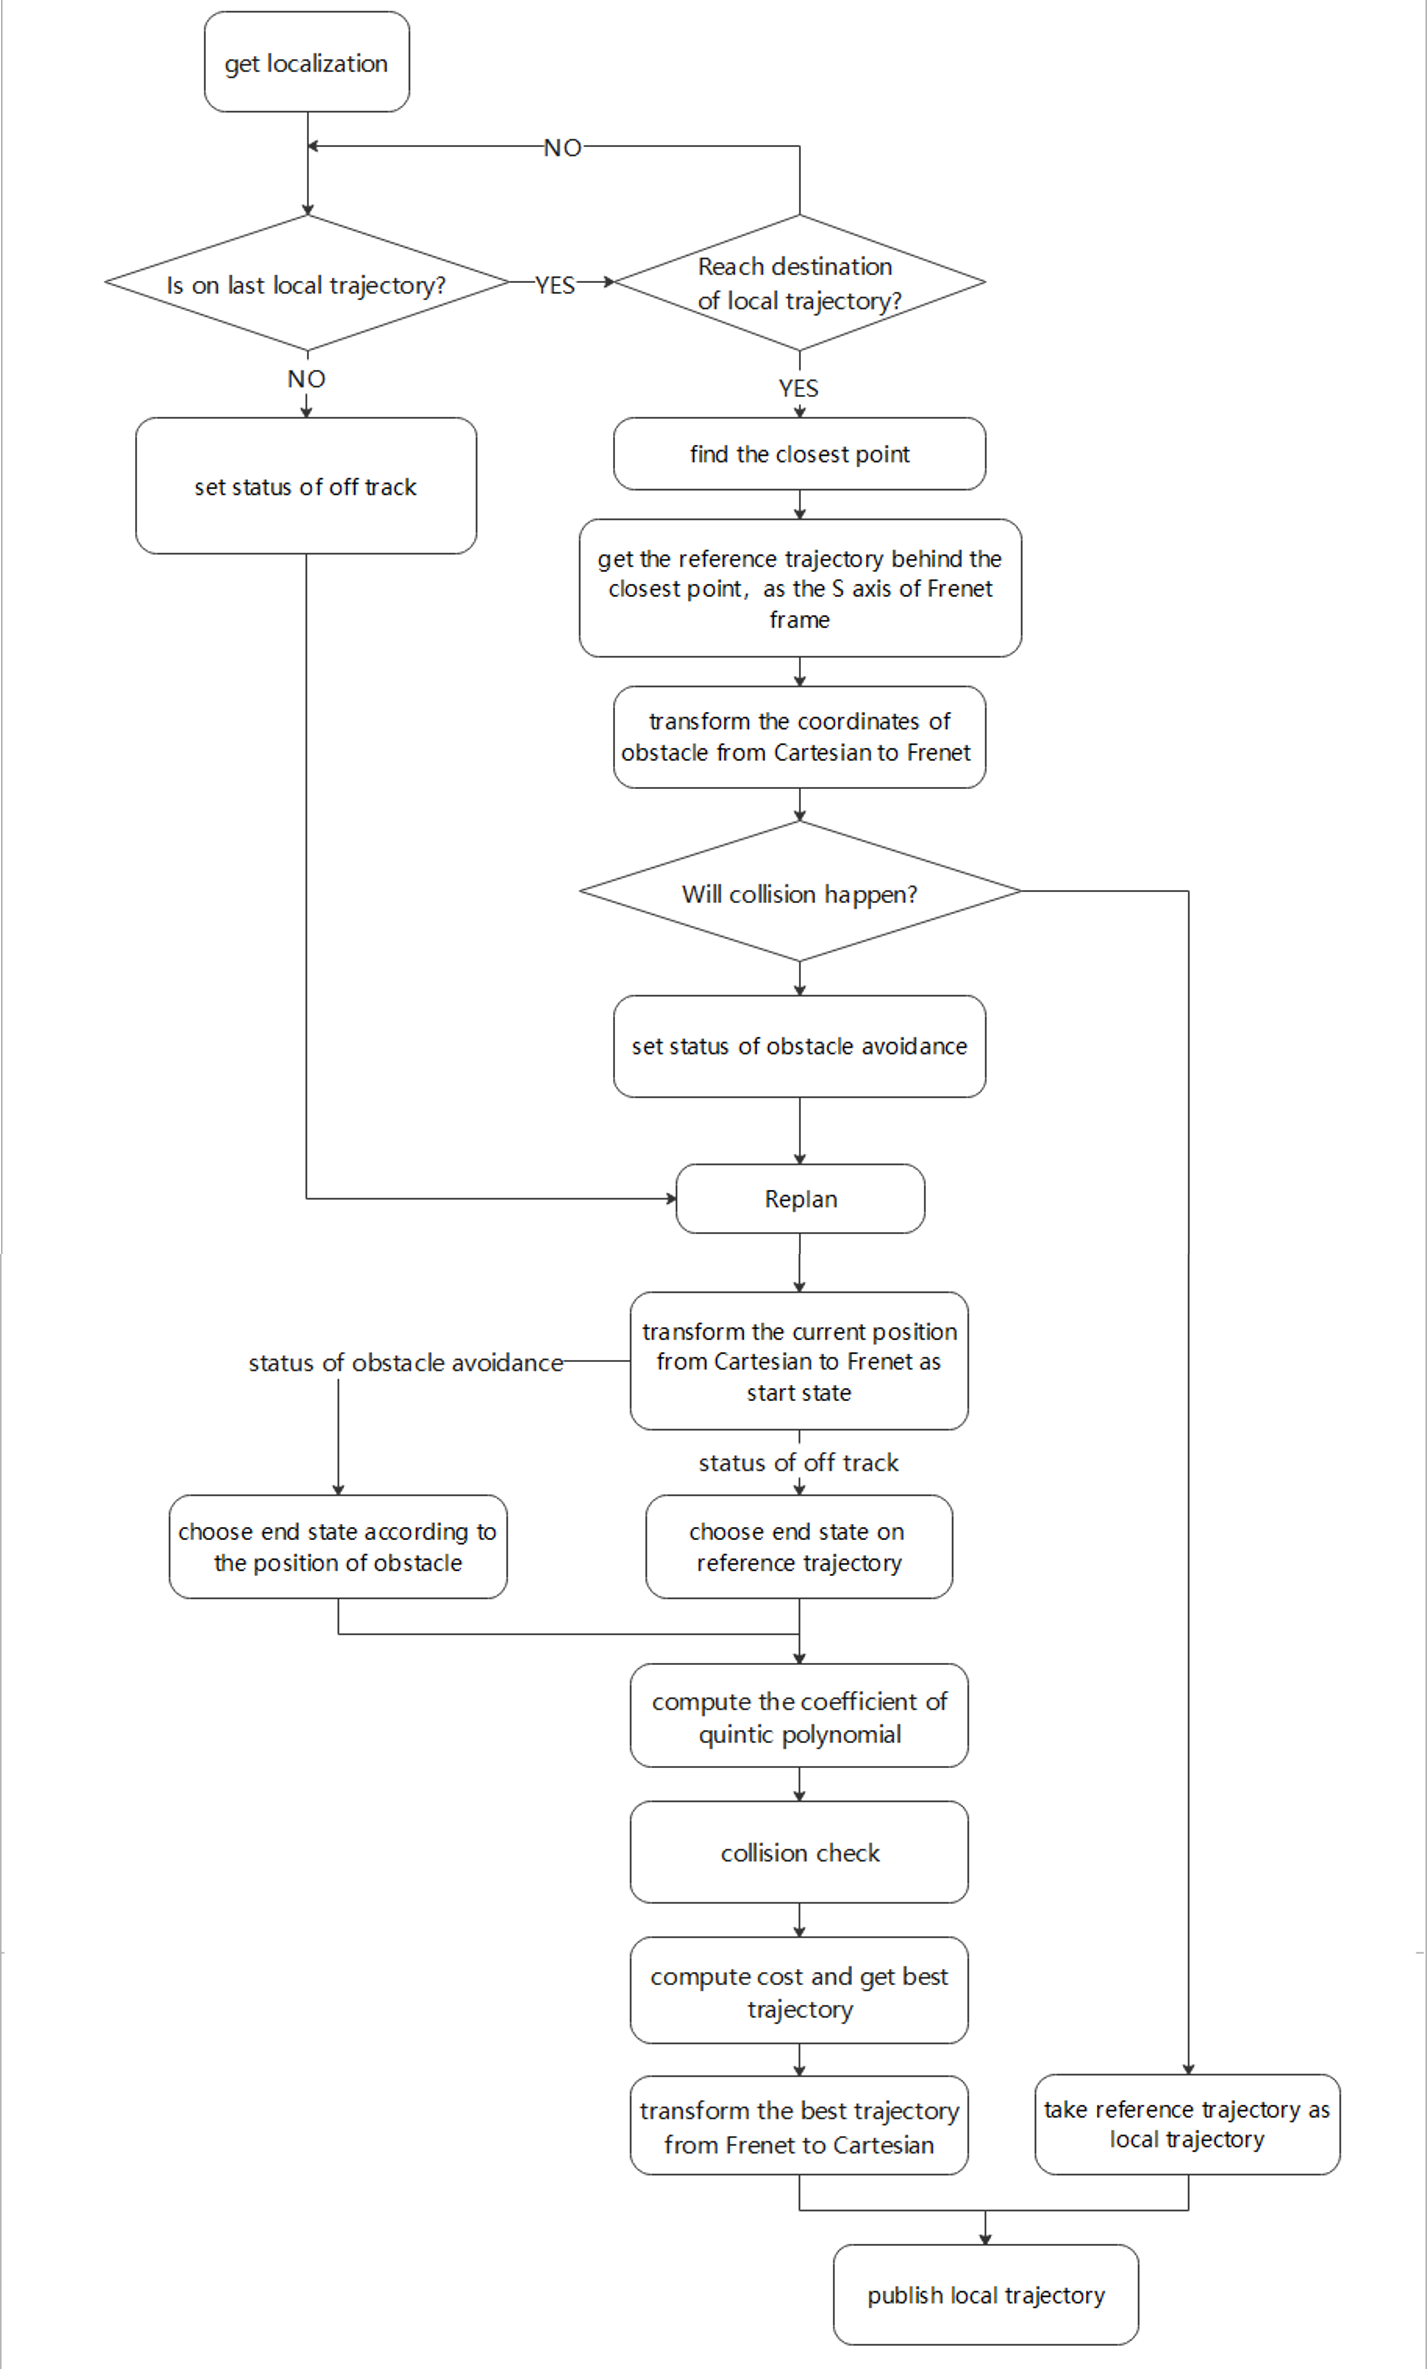 get localization
NO
Is on last local trajectory?
YES
Reach destination
of local trajectory?
NO
YES
set status of off track
find the closest point
get the reference trajectory behind the
closest point, as the S axis of Frenet
frame
transform the coordinates of
obstacle from Cartesian to Frenet
Will collision happen?
set status of obstacle avoidance
Replan
transform the current position
from Cartesian to Frenet as
start state
status of obstacle avoidance
status of off track
choose end state according to
the position of obstacle
choose end state on
reference trajectory
compute the coefficient of
quintic polynomial
collision check
compute cost and get best
trajectory
transform the best trajectory
from Frenet to Cartesian
take reference trajectory as
local trajectory
publish local trajectory